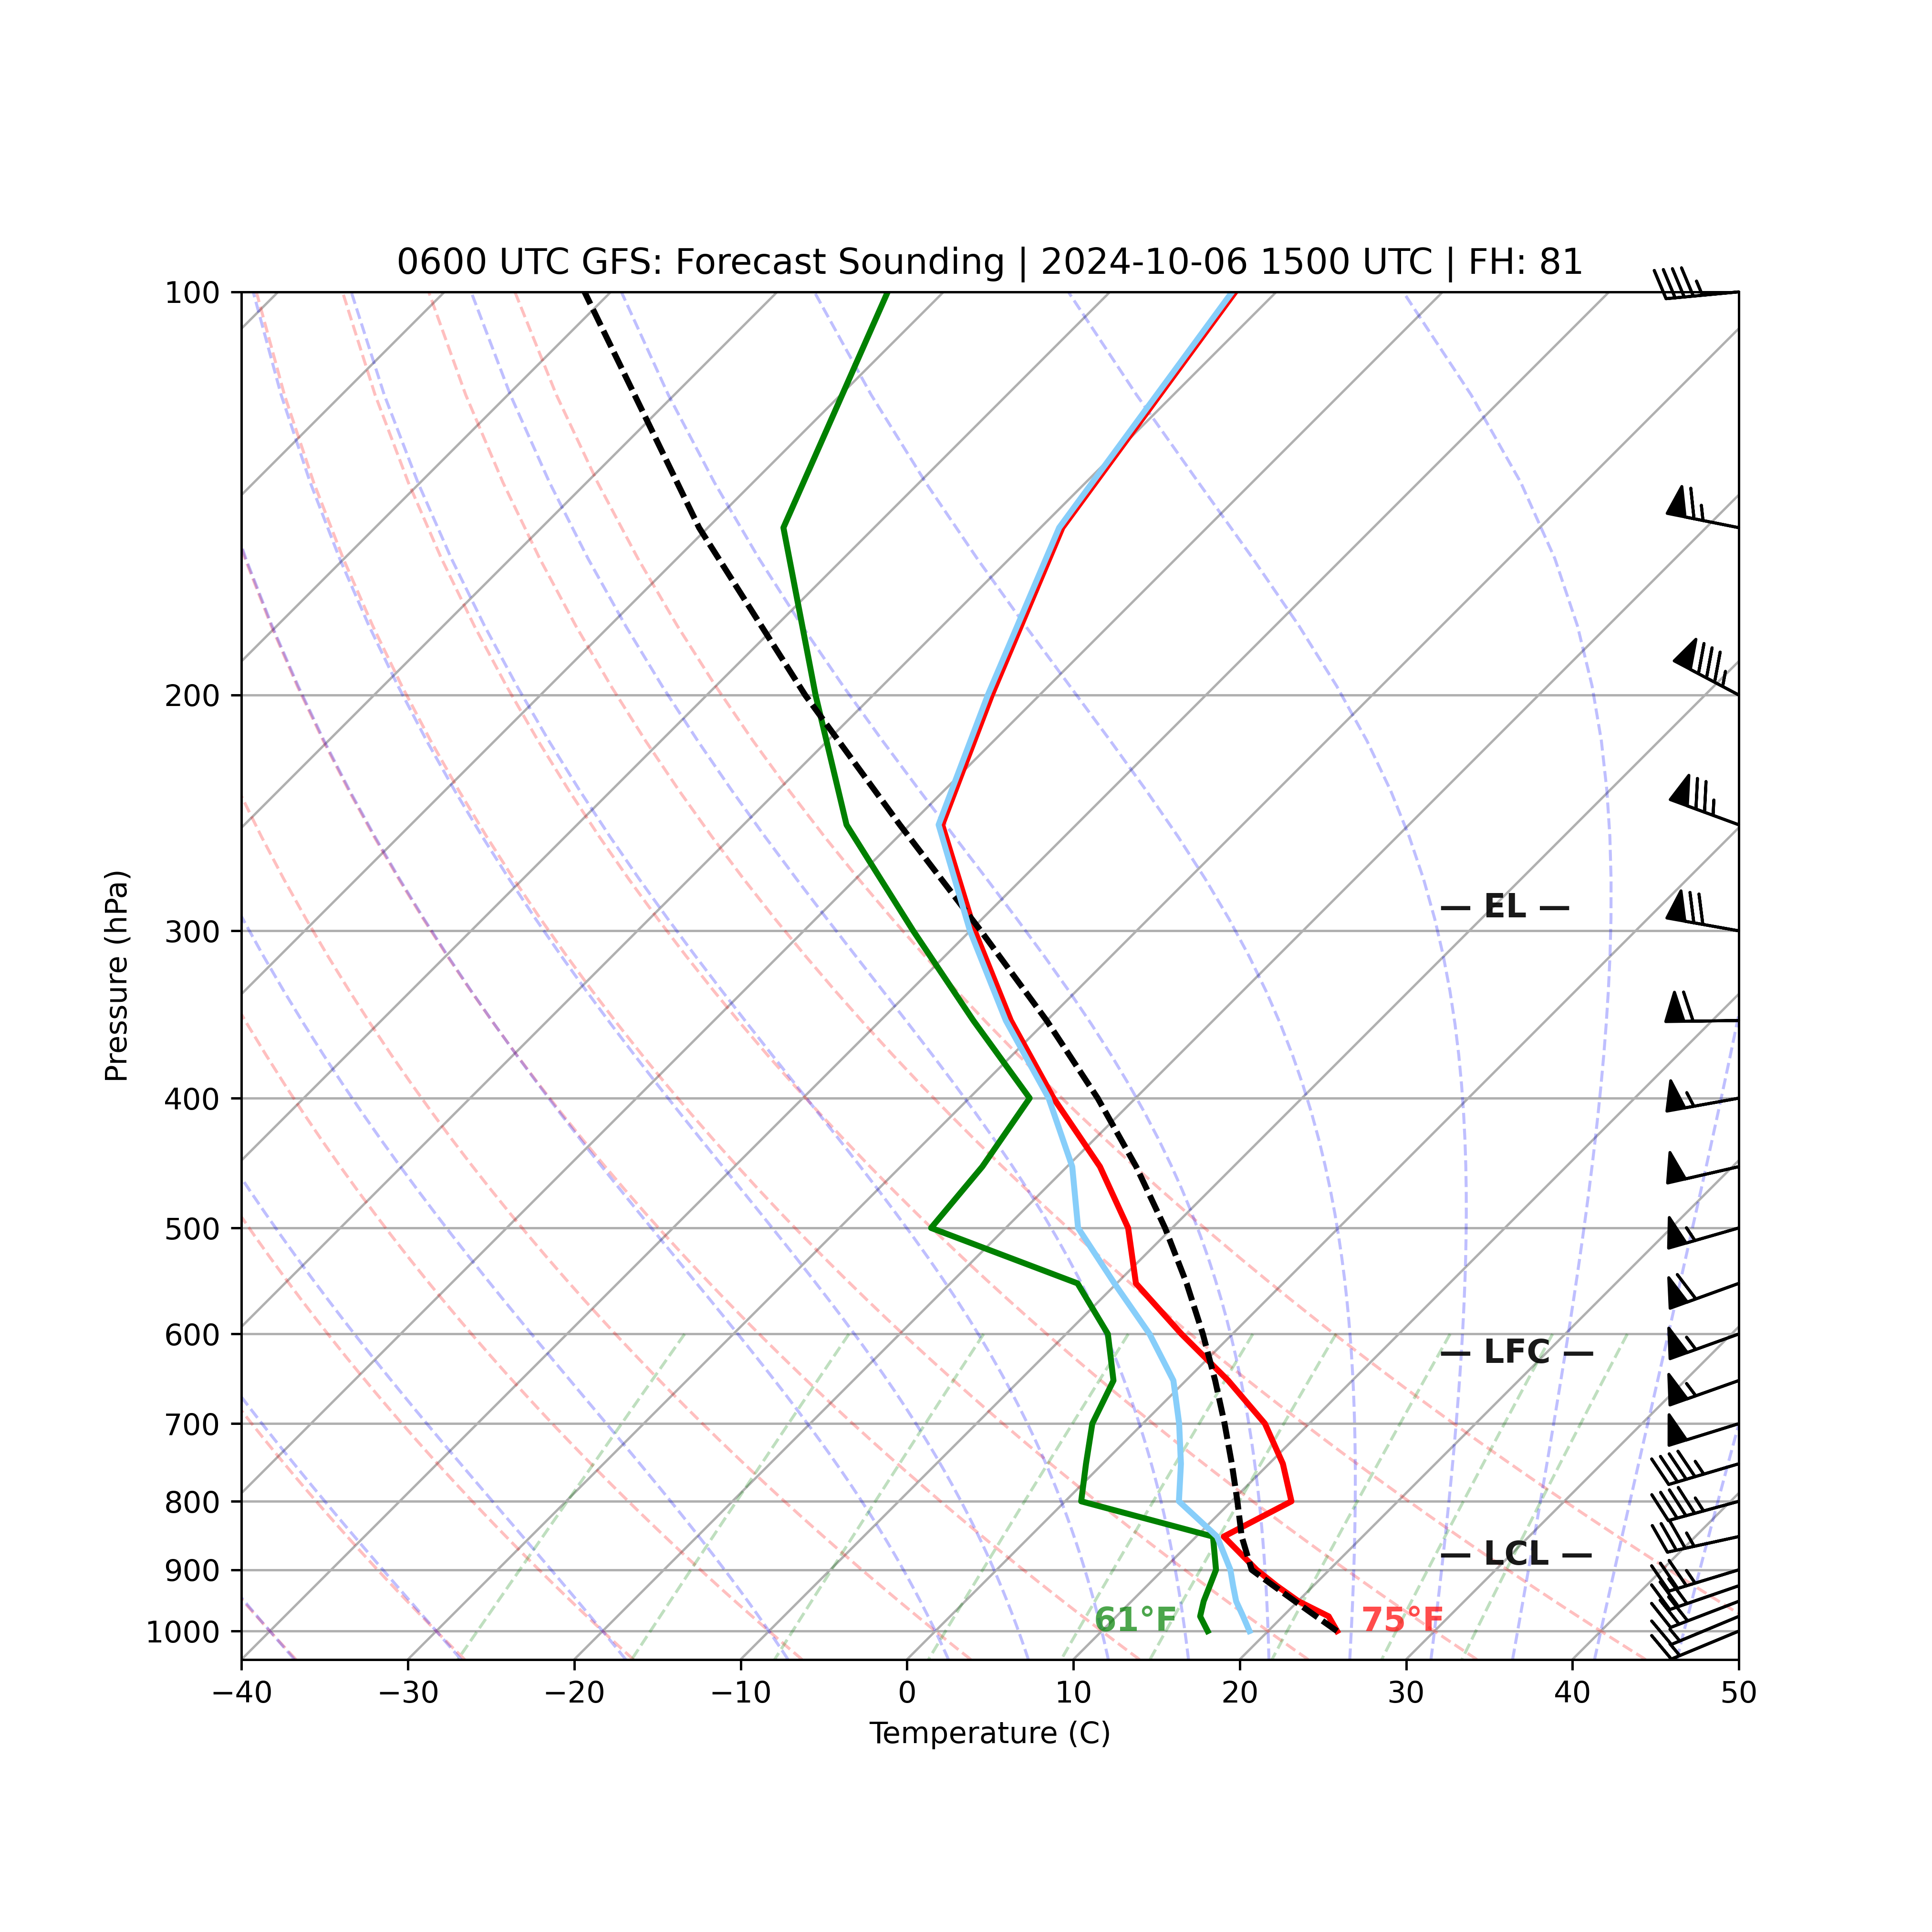 0600 UTC GFS: Forecast Sounding | 2024-10-06 1500 UTC | FH: 81
100
200
300
400
500
600
700
800
900
1000
Pressure (hPa)
— EL —
— LFC —
— LCL —
61°F
75°F
−40
−30
−20
−10
0
10
20
30
40
50
Temperature (C)